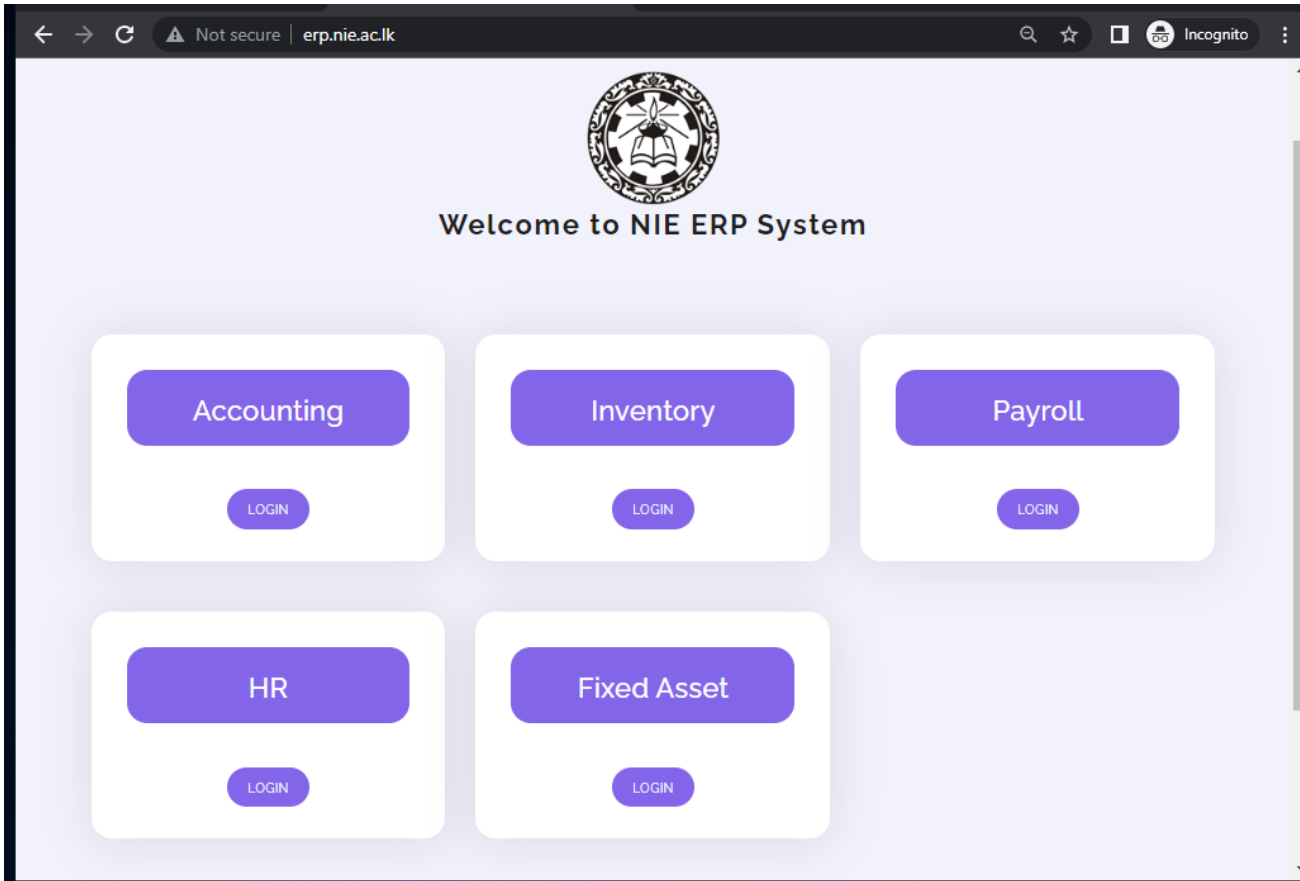 Not secure | erp.nie.ac.lk Incognito
Welcome to NIE ERP System
Accounting Inventory Payroll
LOGIN LOGIN LOGIN
HR Fixed Asset
LOGIN LOGIN